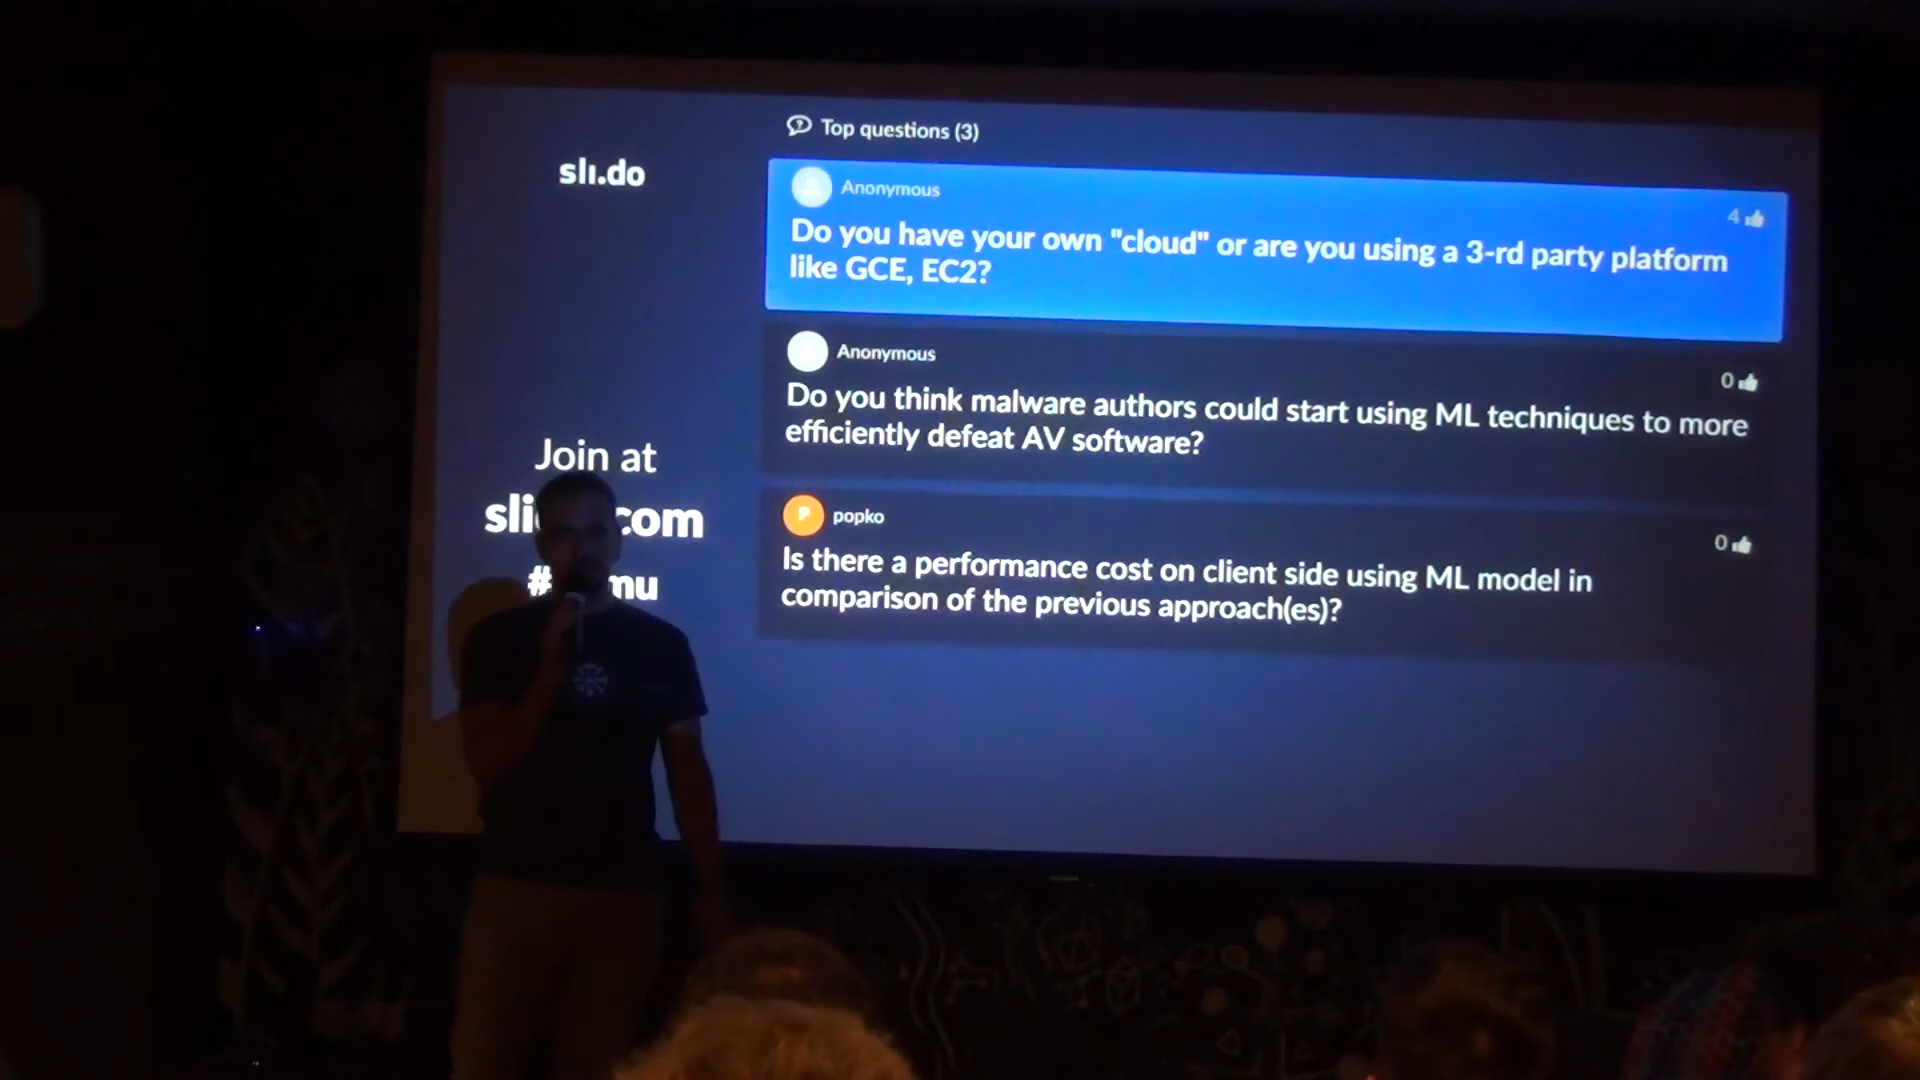 sli.do
Join at
Top questions (3)
Anonymous
4
Do you have your own "cloud" or are you using a 3-rd party platform
like GCE, EC2?
Anonymous
0
Do you think malware authors could start using ML techniques to more
efficiently defeat AV software?
P popko
0
Is there a performance cost on client side using ML model in
comparison of the previous approach(es)?